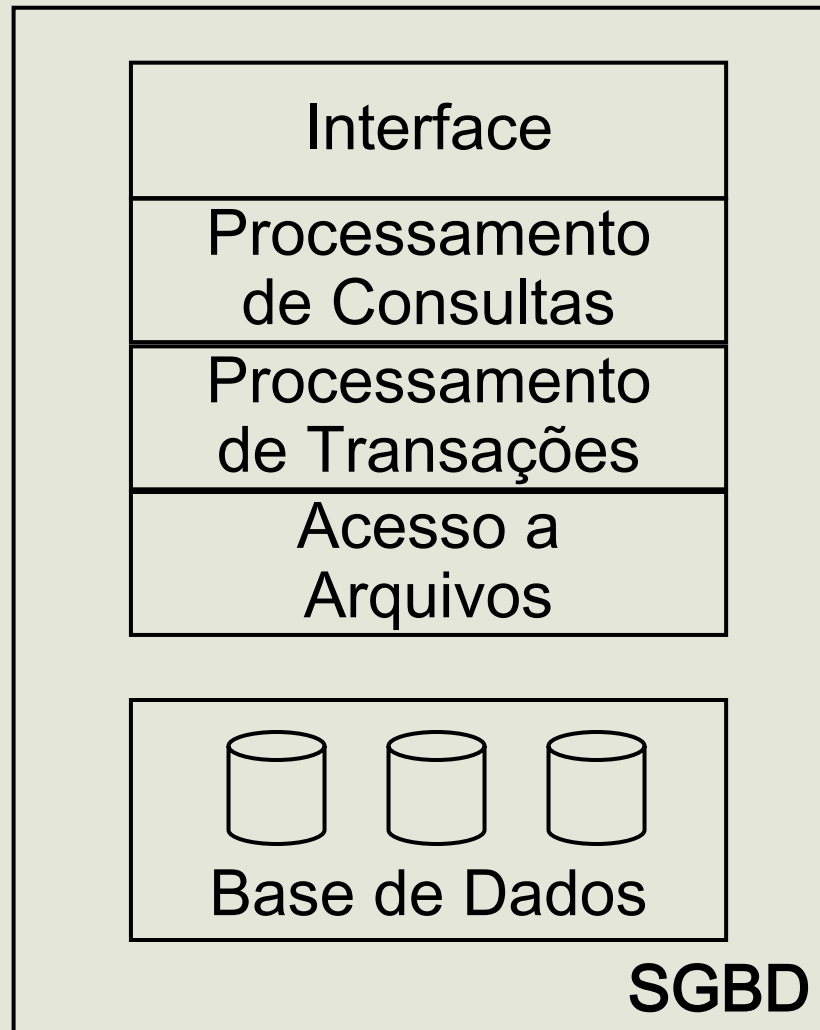 Interface
Processamento
de Consultas
Processamento
de Transações
Acesso a
Arquivos
Base de Dados
SGBD